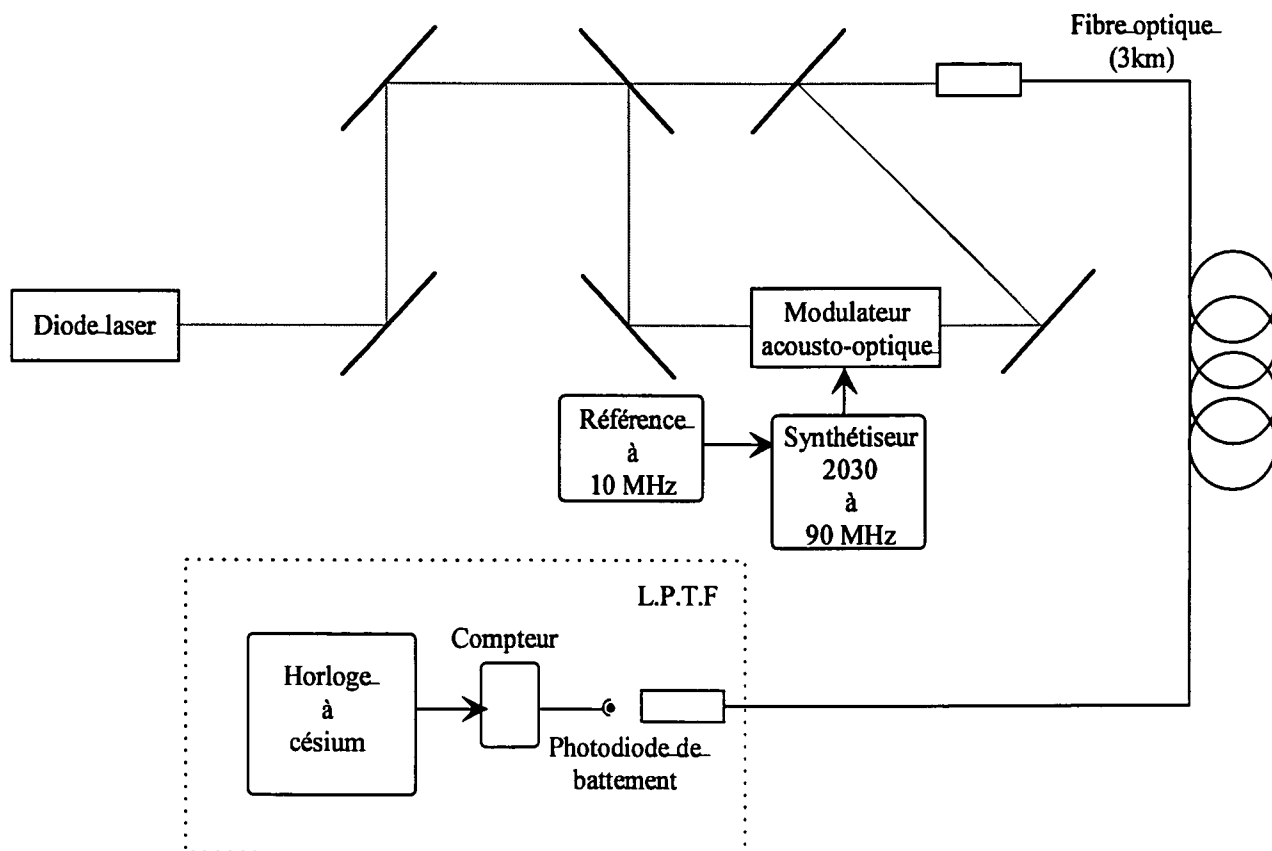 Fibre optique
(3km)
Diode laser
Modulateur
acousto-optique
Référence
à
10 MHz
Synthétiseur
2030
à
90 MHz
L.P.T.F
Compteur
Horloge
à
césium
Photodiode de
battement